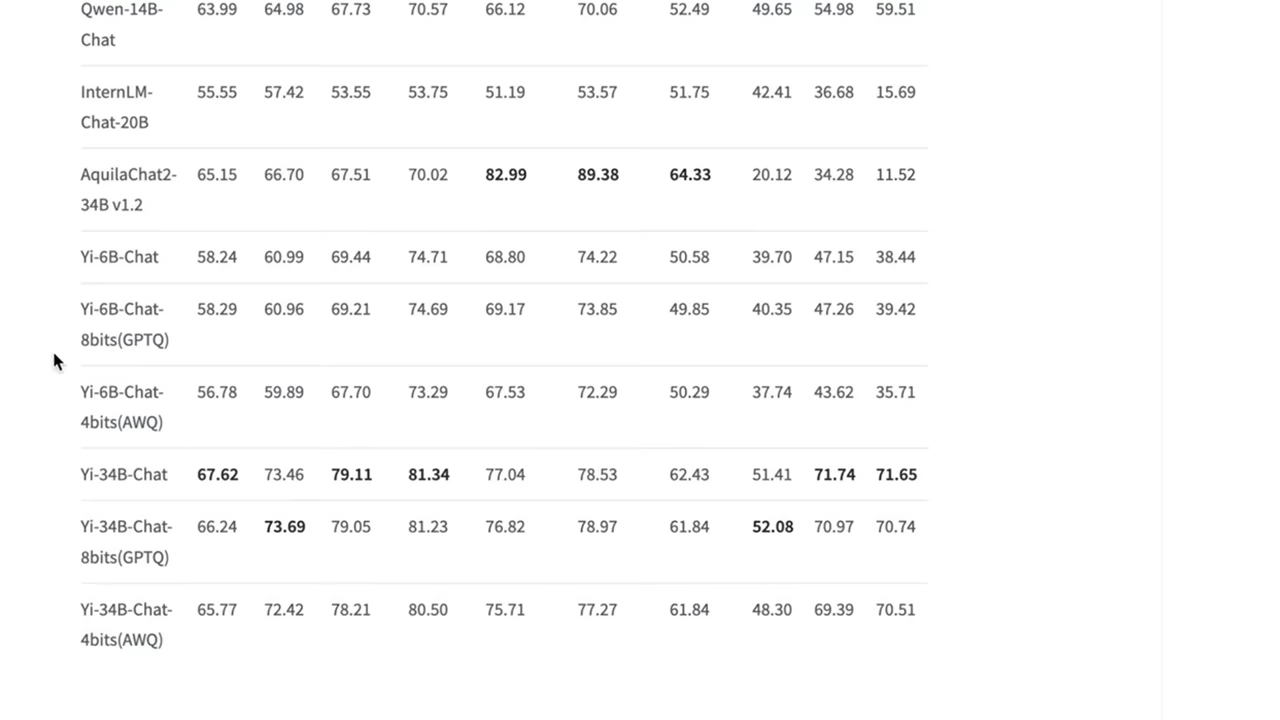 Qwen-14B- 63.99 64.98 67.73 70.57 66.12 70.06 52.49 49.65 54.98 59.51
Chat
InternLM- 55.55 57.42 53.55 53.75 51.19 53.57 51.75 42.41 36.68 15.69
Chat-20B
AquilaChat2- 65.15 66.70 67.51 70.02 82.99 89.38 64.33 20.12 34.28 11.52
34B v1.2
Yi-6B-Chat 58.24 60.99 69.44 74.71 68.80 74.22 50.58 39.70 47.15 38.44
Yi-6B-Chat- 58.29 60.96 69.21 74.69 69.17 73.85 49.85 40.35 47.26 39.42
8bits(GPTQ)
Yi-6B-Chat- 56.78 59.89 67.70 73.29 67.53 72.29 50.29 37.74 43.62 35.71
4bits(AWQ)
Yi-34B-Chat 67.62 73.46 79.11 81.34 77.04 78.53 62.43 51.41 71.74 71.65
Yi-34B-Chat- 66.24 73.69 79.05 81.23 76.82 78.97 61.84 52.08 70.97 70.74
8bits(GPTQ)
Yi-34B-Chat- 65.77 72.42 78.21 80.50 75.71 77.27 61.84 48.30 69.39 70.51
4bits(AWQ)